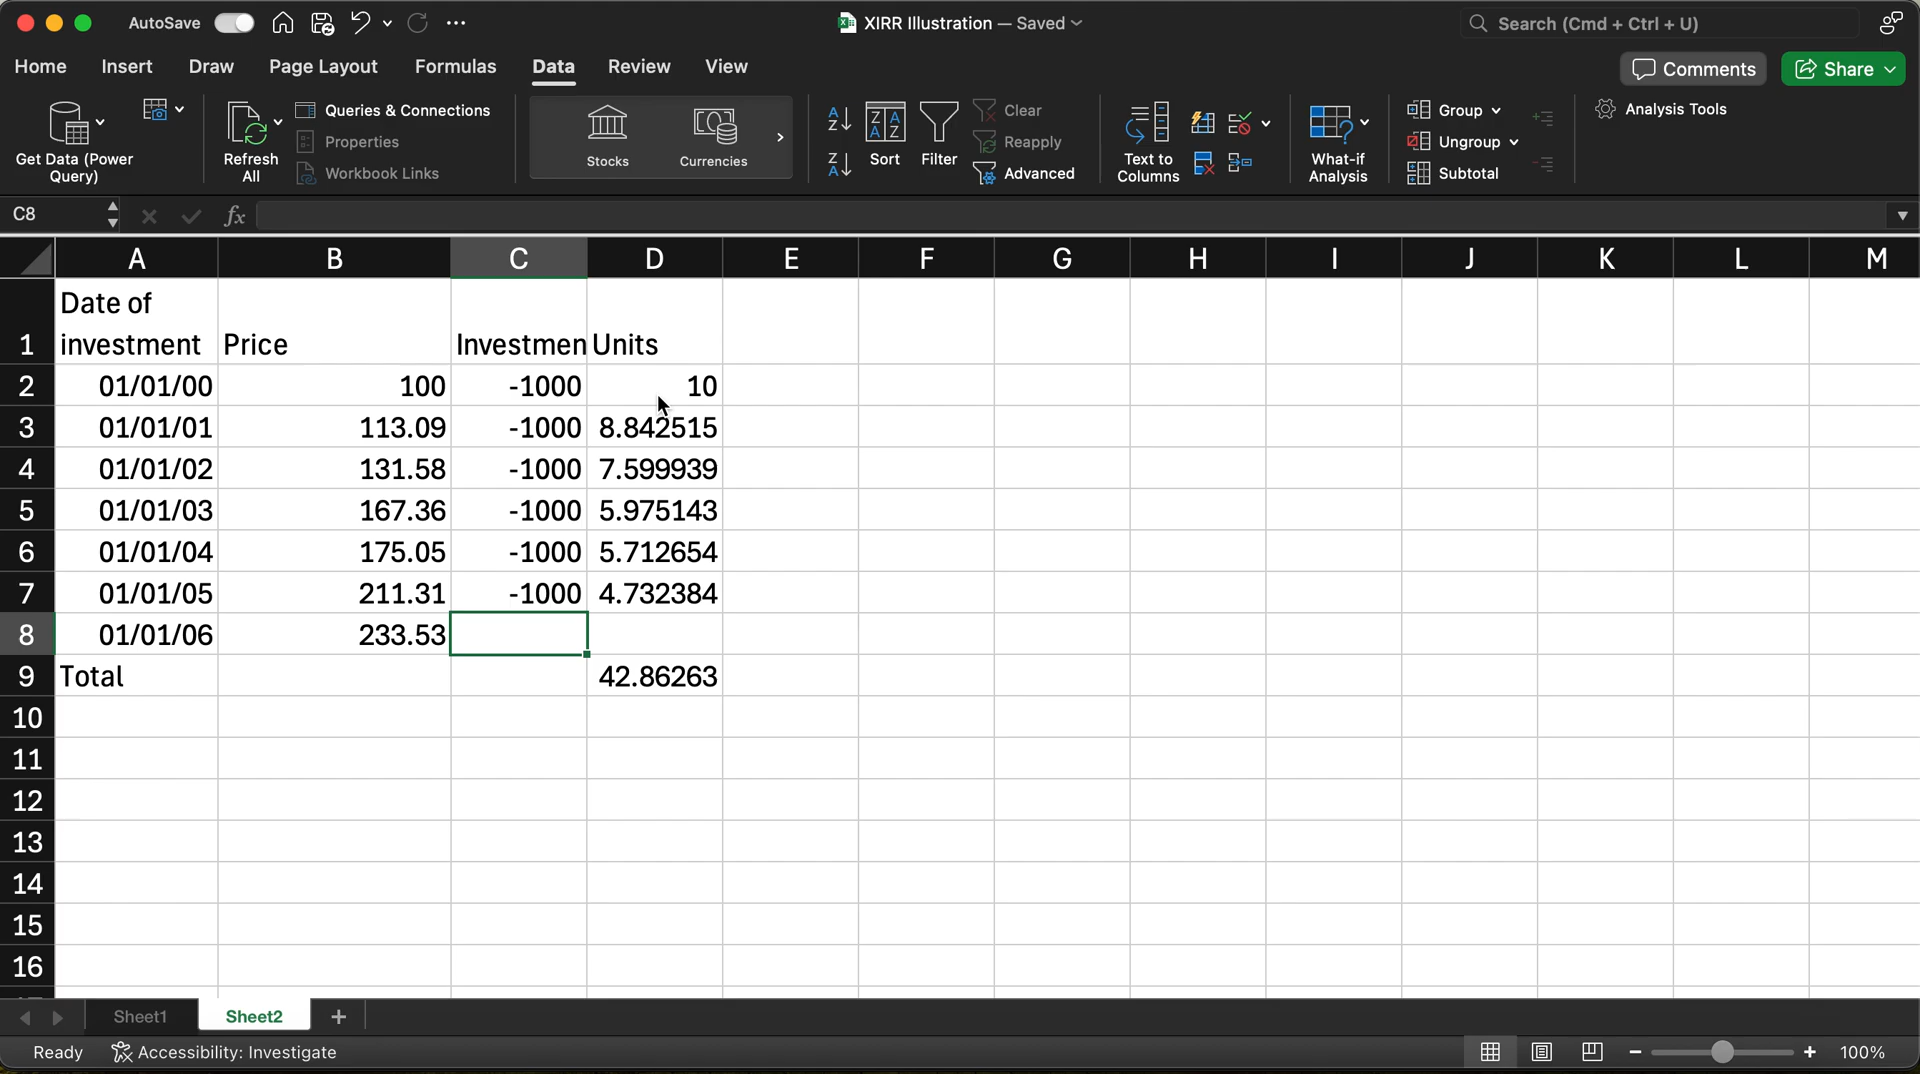 AutoSave
XIRR Illustration — Saved
Search (Cmd + Ctrl + U)
Home Insert Draw Page Layout Formulas Data Review View
Comments Share
Get Data (Power Query)
Refresh All
Queries & Connections
Properties
Workbook Links
Stocks
Currencies
Sort
Filter
Clear
Reapply
Advanced
Text to Columns
What-if Analysis
Group
Ungroup
Subtotal
Analysis Tools
C8
fx
A B C D E F G H I J K L M
Date of
1 investment Price Investmen Units
2 01/01/00 100 -1000 10
3 01/01/01 113.09 -1000 8.842515
4 01/01/02 131.58 -1000 7.599939
5 01/01/03 167.36 -1000 5.975143
6 01/01/04 175.05 -1000 5.712654
7 01/01/05 211.31 -1000 4.732384
8 01/01/06 233.53
9 Total 42.86263
10
11
12
13
14
15
16
Sheet1 Sheet2 +
Ready Accessibility: Investigate
100%